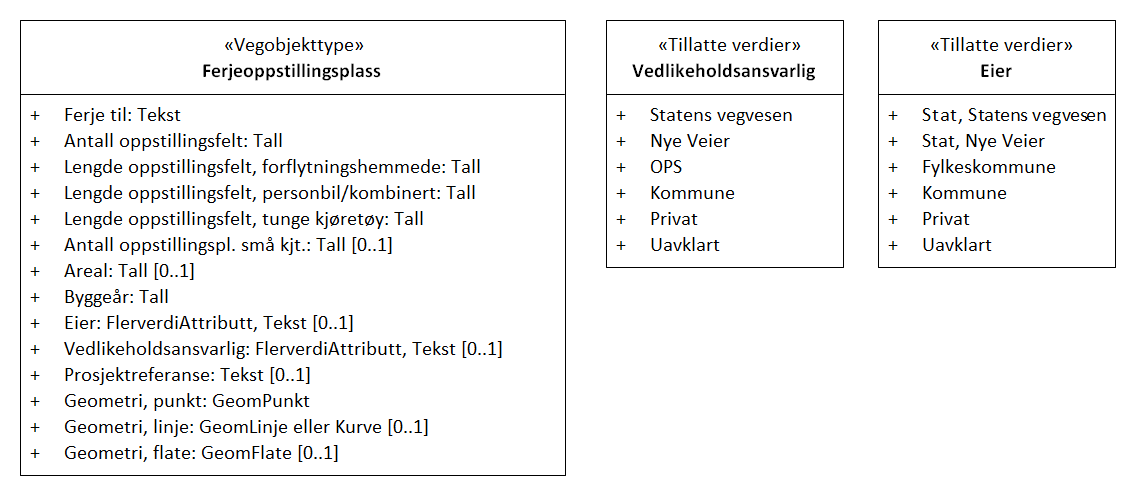 «Vegobjekttype»
Ferjeoppstillingsplass
+ Ferje til: Tekst
+ Antall oppstillingsfelt: Tall
+ Lengde oppstillingsfelt, forflytningshemmede: Tall
+ Lengde oppstillingsfelt, personbil/kombinert: Tall
+ Lengde oppstillingsfelt, tunge kjøretøy: Tall
+ Antall oppstillingspl. små kjt.: Tall [0..1]
+ Areal: Tall [0..1]
+ Byggeår: Tall
+ Eier: FlerverdiAttributt, Tekst [0..1]
+ Vedlikeholdsansvarlig: FlerverdiAttributt, Tekst [0..1]
+ Prosjektreferanse: Tekst [0..1]
+ Geometri, punkt: GeomPunkt
+ Geometri, linje: GeomLinje eller Kurve [0..1]
+ Geometri, flate: GeomFlate [0..1]
«Tillatte verdier»
Vedlikeholdsansvarlig
+ Statens vegvesen
+ Nye Veier
+ OPS
+ Kommune
+ Privat
+ Uavklart
«Tillatte verdier»
Eier
+ Stat, Statens vegvesen
+ Stat, Nye Veier
+ Fylkeskommune
+ Kommune
+ Privat
+ Uavklart